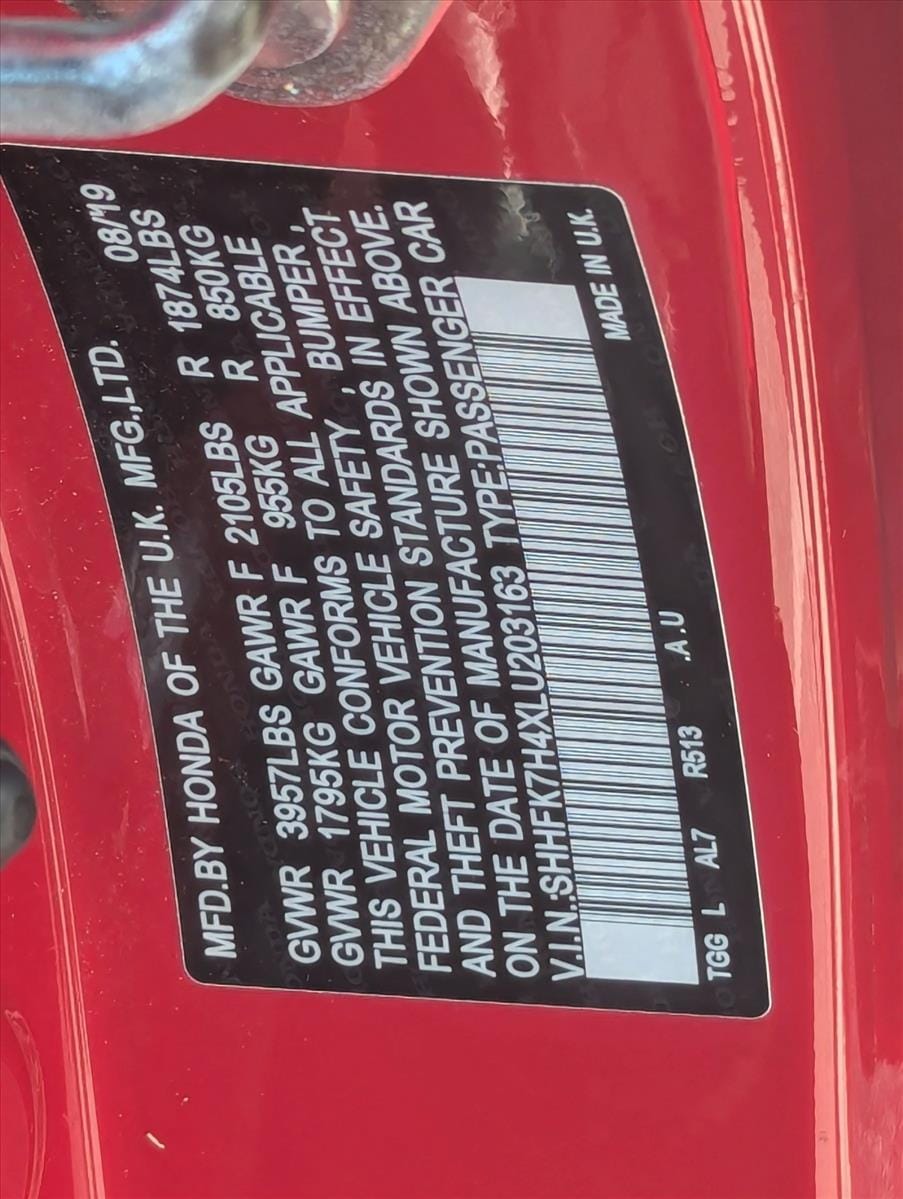 MFD.BY HONDA OF THE U.K. MFG.,LTD. 08/19
GVWR 3957LBS GAWR F 2105LBS R 1874LBS
GVWR 1795KG GAWR F 955KG R 850KG
THIS VEHICLE CONFORMS TO ALL APPLICABLE
FEDERAL MOTOR VEHICLE SAFETY , BUMPER ,
AND THEFT PREVENTION STANDARDS IN EFFECT
ON THE DATE OF MANUFACTURE SHOWN ABOVE.
V.I.N.:SHHFK7H4XLU203163 TYPE:PASSENGER CAR
TGG L AL7 R513 .A.U MADE IN U.K.